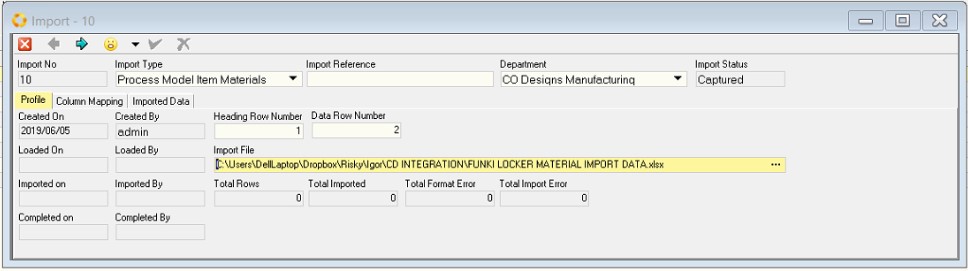 Import - 10
Import No Import Type Import Reference Department Import Status
10 Process Model Item Materials CO Designs Manufacturing Captured
Profile Column Mapping Imported Data
Created On Created By Heading Row Number Data Row Number
2019/06/05 admin 1 2
Loaded On Loaded By Import File
C:\Users\DellLaptop\Dropbox\Risky\Igor\CD INTEGRATION\FUNKI LOCKER MATERIAL IMPORT DATA.xlsx ...
Imported on Imported By Total Rows Total Imported Total Format Error Total Import Error
0 0 0 0
Completed on Completed By